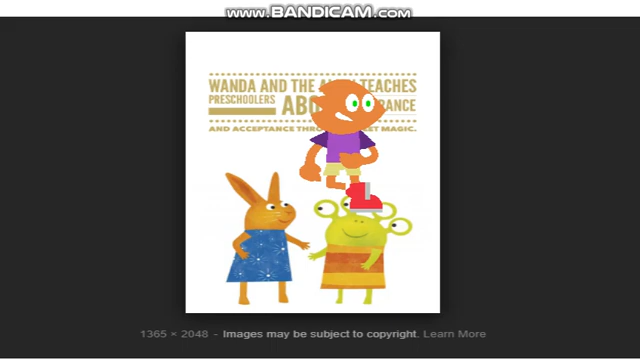 www.BANDICAM.com
WANDA AND THE TEACHES
PRESCHOOLERS
AND ACCEPTANCE MAGIC.
1365 × 2048 - Images may be subject to copyright. Learn More